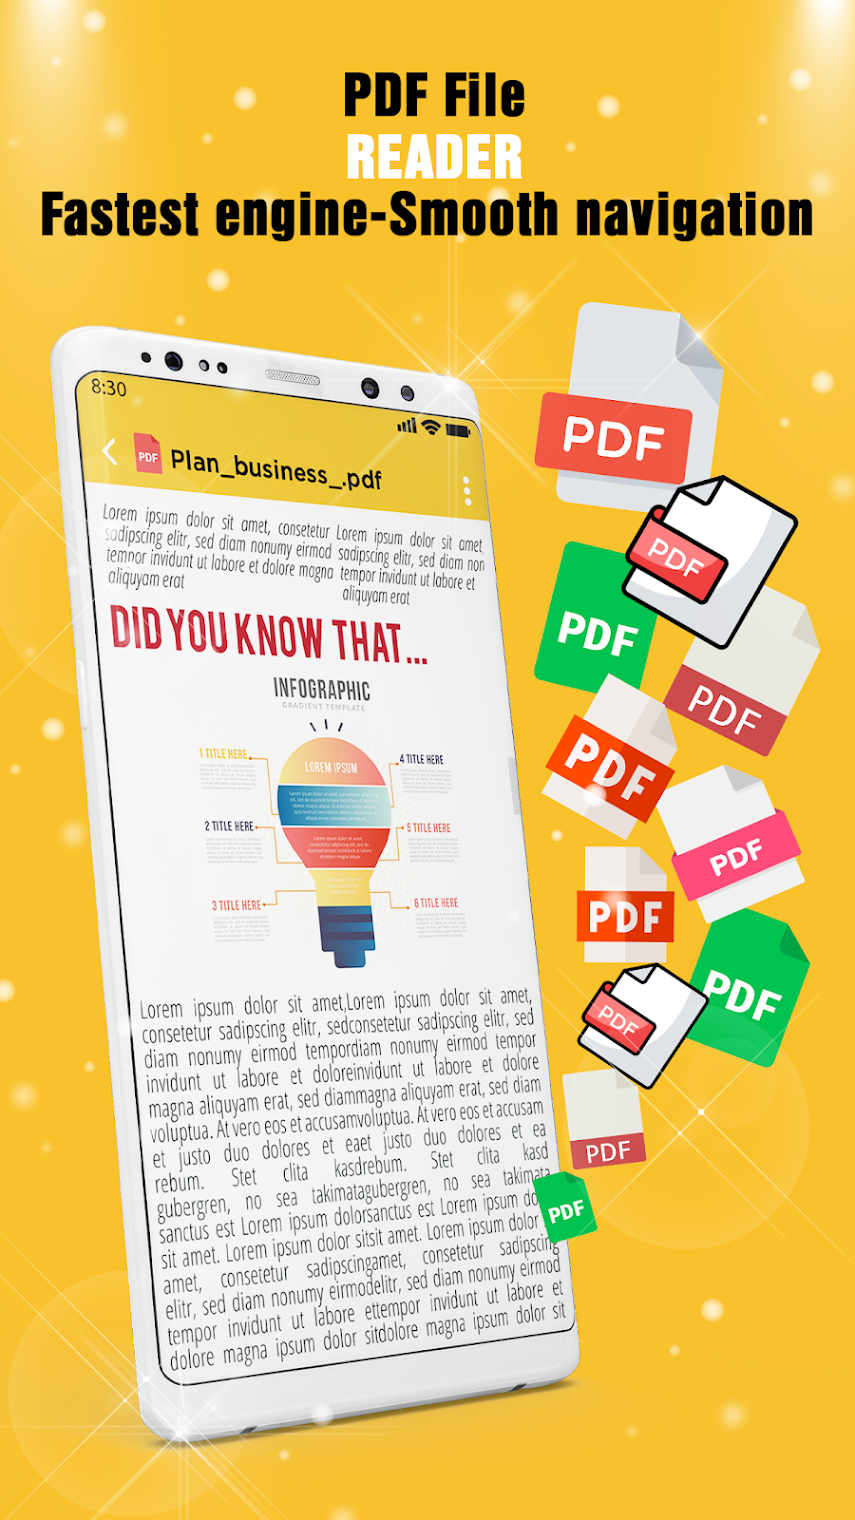 PDF File
READER
Fastest engine-Smooth navigation
8:30
PDF
Plan_business_.pdf
Lorem ipsum dolor sit amet, consetetur
sadipscing elitr, sed diam nonumy eirmod
tempor invidunt ut labore et dolore magna
aliquyam erat
Lorem ipsum dolor sit amet
sadipscing elitr, sed diam non
tempor invidunt ut labore et
aliquyam erat
DID YOU KNOW THAT...
INFOGRAPHIC
GRADIENT TEMPLATE
LOREM IPSUM
1 TITLE HERE
2 TITLE HERE
3 TITLE HERE
4 TITLE HERE
5 TITLE HERE
6 TITLE HERE
Lorem ipsum dolor sit amet,Lorem ipsum dolor sit amet,
consetetur sadipscing elitr, sedconsetetur sadipscing elitr, sed
diam nonumy eirmod tempordiam nonumy eirmod tempor
invidunt ut labore et doloreinvidunt ut labore et dolore
magna aliquyam erat, sed diammagna aliquyam erat, sed diam
voluptua. At vero eos et accusamvoluptua. At vero eos et accusam
et justo duo dolores et eaet justo duo dolores et ea
rebum. Stet clita kasdrebum. Stet clita kasd
gubergren, no sea takimatagubergren, no sea takimata
sanctus est Lorem ipsum dolorsanctus est Lorem ipsum do
sit amet. Lorem ipsum dolor sitsit amet. Lorem ipsum dolor
amet, consetetur sadipscingamet, consetetur sadipscing
elitr, sed diam nonumy eirmodelitr, sed diam nonumy eirmod
tempor invidunt ut labore ettempor invidunt ut labore et
dolore magna ipsum dolor sitdolore magna ipsum dolor sit
PDF
PDF
PDF
PDF
PDF
PDF
PDF
PDF
PDF
PDF
PDF